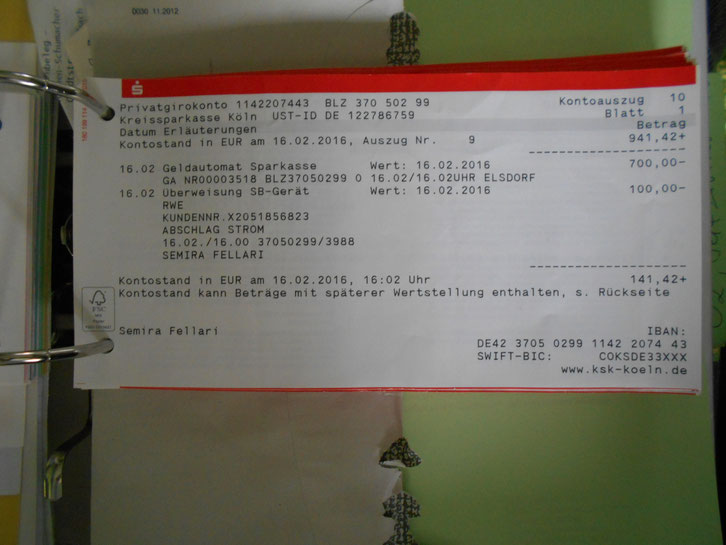 0030 11.2012
Privatgirokonto 1142207443 BLZ 370 502 99 Kontoauszug 10
Kreissparkasse Köln UST-ID DE 122786759 Blatt 1
Datum Erläuterungen Betrag
Kontostand in EUR am 16.02.2016, Auszug Nr. 9 941,42+
16.02 Geldautomat Sparkasse Wert: 16.02.2016 700,00-
GA NR00003518 BLZ37050299 0 16.02/16.02UHR ELSDORF
16.02 Überweisung SB-Gerät Wert: 16.02.2016 100,00-
RWE
KUNDENNR.X2051856823
ABSCHLAG STROM
16.02./16.00 37050299/3988
SEMIRA FELLARI
Kontostand in EUR am 16.02.2016, 16:02 Uhr 141,42+
Kontostand kann Beträge mit späterer Wertstellung enthalten, s. Rückseite
FSC
Semira Fellari IBAN:
DE42 3705 0299 1142 2074 43
SWIFT-BIC: COKSDE33XXX
www.ksk-koeln.de